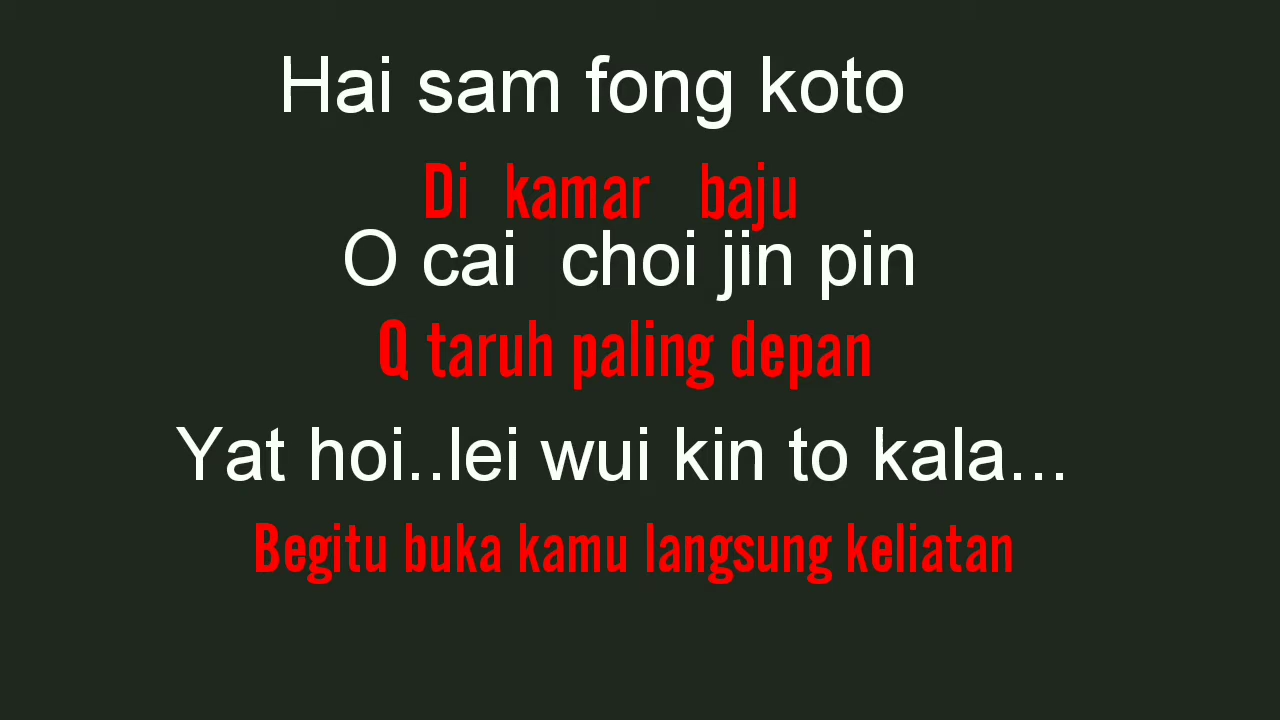 Hai sam fong koto
Di kamar baju
O cai choi jin pin
Q taruh paling depan
Yat hoi..lei wui kin to kala...
Begitu buka kamu langsung keliatan